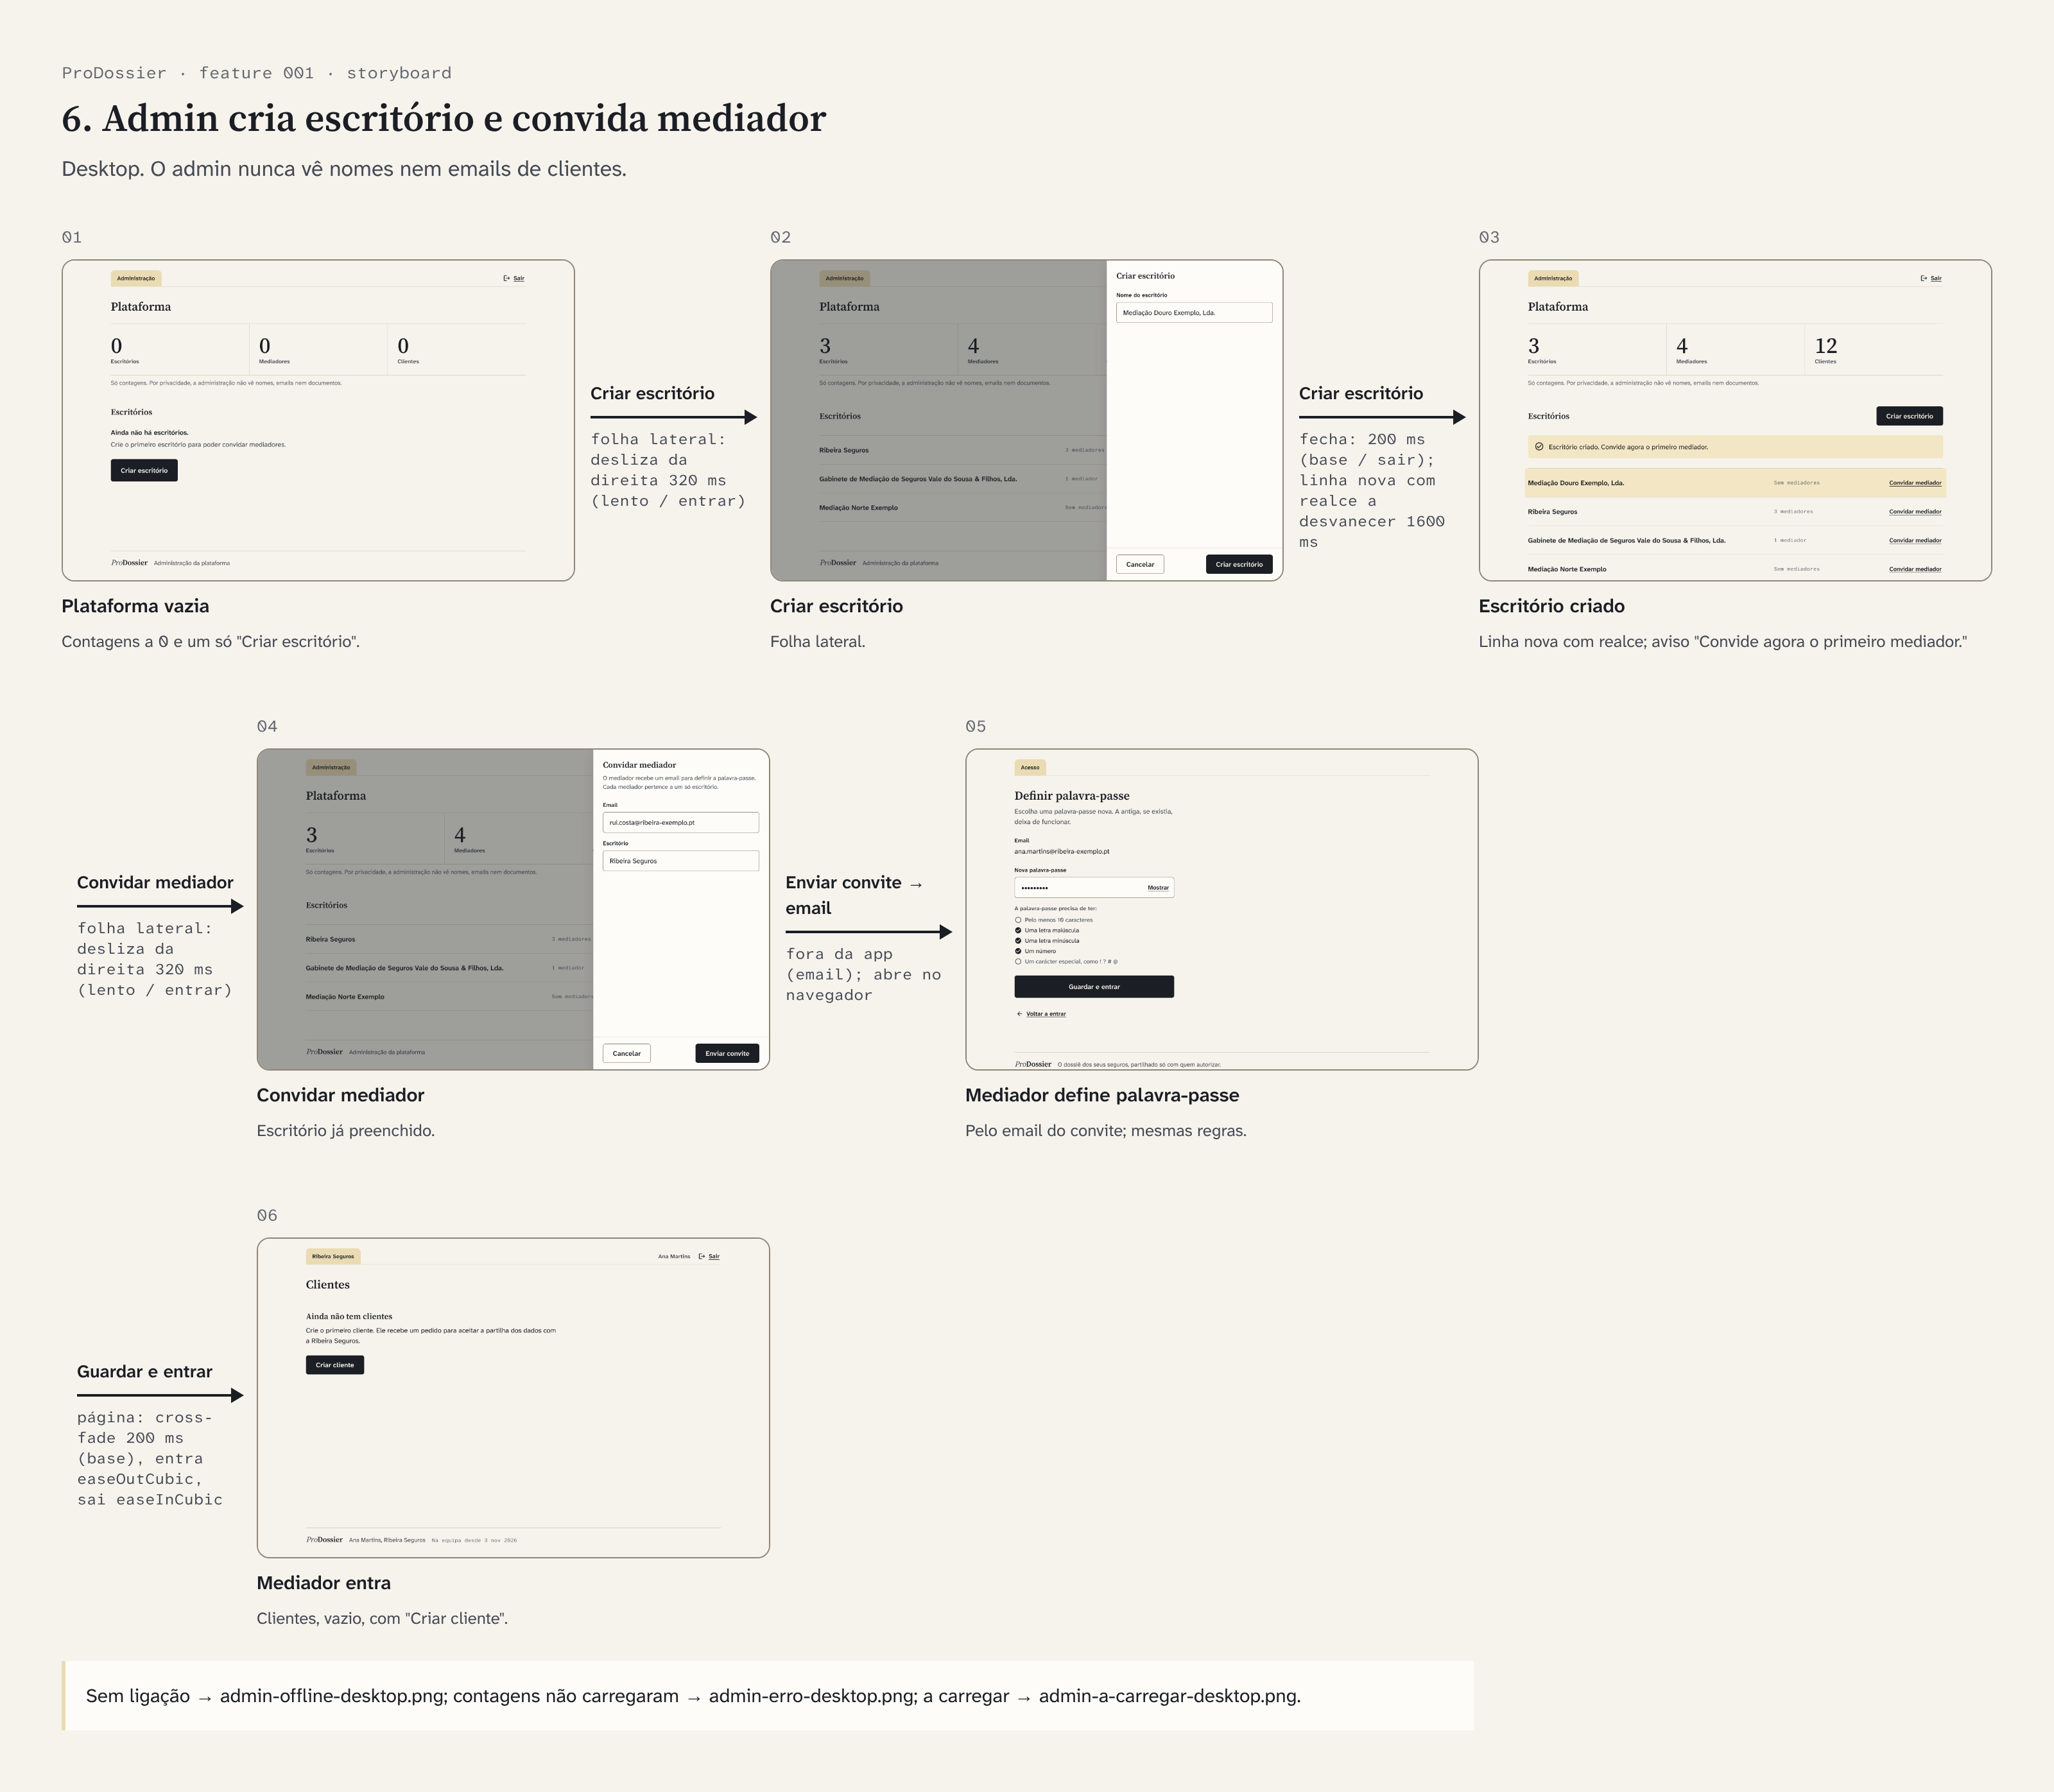 ProDossier · feature 001 · storyboard
6. Admin cria escritório e convida mediador
Desktop. O admin nunca vê nomes nem emails de clientes.
01
Administração
Sair
Plataforma
0
Escritórios
0
Mediadores
0
Clientes
Só contagens. Por privacidade, a administração não vê nomes, emails nem documentos.
Escritórios
Ainda não há escritórios.
Crie o primeiro escritório para poder convidar mediadores.
Criar escritório
ProDossier Administração da plataforma
Plataforma vazia
Contagens a 0 e um só "Criar escritório".
Criar escritório
folha lateral:
desliza da
direita 320 ms
(lento / entrar)
02
Administração
Plataforma
3
Escritórios
4
Mediadores
Só contagens. Por privacidade, a administração não vê nomes, emails nem documentos.
Escritórios
Ribeira Seguros
3 mediadores
Gabinete de Mediação de Seguros Vale do Sousa & Filhos, Lda.
1 mediador
Mediação Norte Exemplo
Sem mediadores
ProDossier Administração da plataforma
Criar escritório
Nome do escritório
Mediação Douro Exemplo, Lda.
Cancelar
Criar escritório
Criar escritório
Folha lateral.
Criar escritório
fecha: 200 ms
(base / sair);
linha nova com
realce a
desvanecer 1600
ms
03
Administração
Sair
Plataforma
3
Escritórios
4
Mediadores
12
Clientes
Só contagens. Por privacidade, a administração não vê nomes, emails nem documentos.
Escritórios
Criar escritório
Escritório criado. Convide agora o primeiro mediador.
Mediação Douro Exemplo, Lda. Sem mediadores Convidar mediador
Ribeira Seguros 3 mediadores Convidar mediador
Gabinete de Mediação de Seguros Vale do Sousa & Filhos, Lda. 1 mediador Convidar mediador
Mediação Norte Exemplo Sem mediadores Convidar mediador
Escritório criado
Linha nova com realce; aviso "Convide agora o primeiro mediador."
Convidar mediador
folha lateral:
desliza da
direita 320 ms
(lento / entrar)
04
Administração
Plataforma
3
Escritórios
4
Mediadores
Só contagens. Por privacidade, a administração não vê nomes, emails nem documentos.
Escritórios
Ribeira Seguros
3 mediadores
Gabinete de Mediação de Seguros Vale do Sousa & Filhos, Lda.
1 mediador
Mediação Norte Exemplo
Sem mediadores
ProDossier Administração da plataforma
Convidar mediador
O mediador recebe um email para definir a palavra-passe.
Cada mediador pertence a um só escritório.
Email
rui.costa@ribeira-exemplo.pt
Escritório
Ribeira Seguros
Cancelar
Enviar convite
Convidar mediador
Escritório já preenchido.
Enviar convite →
email
fora da app
(email); abre no
navegador
05
Acesso
Definir palavra-passe
Escolha uma palavra-passe nova. A antiga, se existia,
deixa de funcionar.
Email
ana.martins@ribeira-exemplo.pt
Nova palavra-passe
•••••••••
Mostrar
A palavra-passe precisa de ter:
Pelo menos 10 caracteres
Uma letra maiúscula
Uma letra minúscula
Um número
Um carácter especial, como ! ? # @
Guardar e entrar
← Voltar a entrar
ProDossier O dossiê dos seus seguros, partilhado só com quem autorizar.
Mediador define palavra-passe
Pelo email do convite; mesmas regras.
Guardar e entrar
página: cross-
fade 200 ms
(base), entra
easeOutCubic,
sai easeInCubic
06
Ribeira Seguros
Ana Martins
Sair
Clientes
Ainda não tem clientes
Crie o primeiro cliente. Ele recebe um pedido para aceitar a partilha dos dados com
a Ribeira Seguros.
Criar cliente
ProDossier Ana Martins, Ribeira Seguros Na equipa desde 3 nov 2026
Mediador entra
Clientes, vazio, com "Criar cliente".
Sem ligação → admin-offline-desktop.png; contagens não carregaram → admin-erro-desktop.png; a carregar → admin-a-carregar-desktop.png.